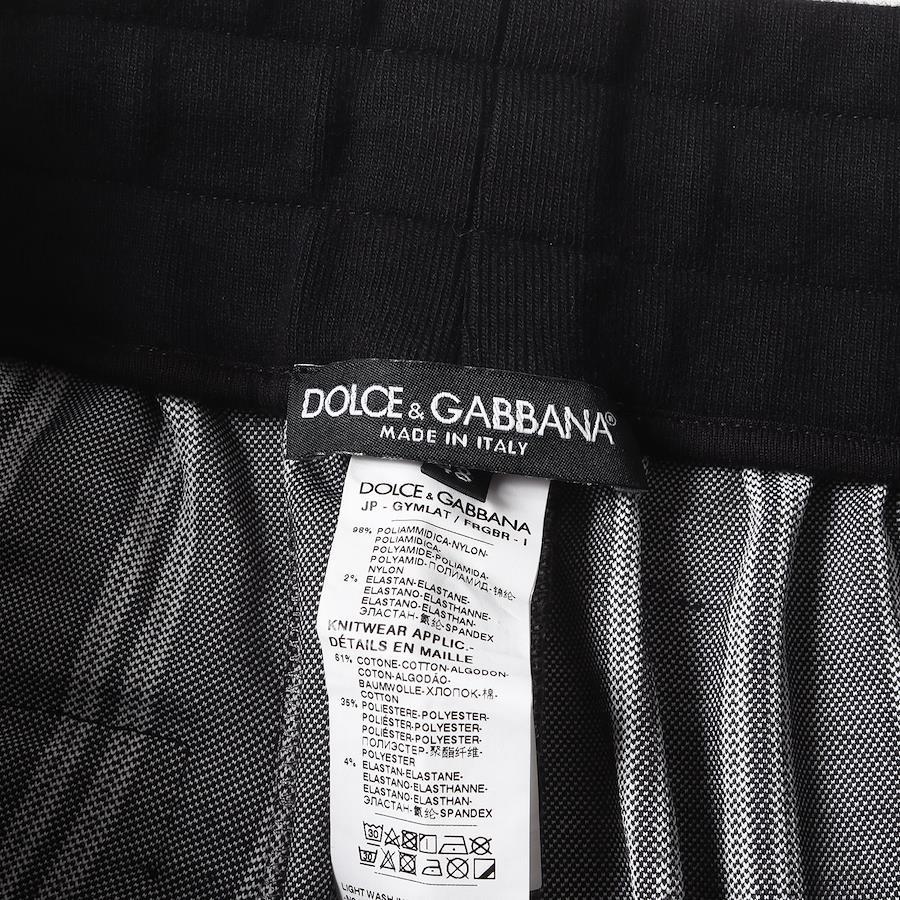 DOLCE & GABBANA®
MADE IN ITALY
DOLCE & GABBANA
JP - GYMLAT / FRGBR - I
98% POLIAMMIDICA-NYLON-
POLIAMIDICA-
POLYAMIDE-POLIAMIDA-
POLYAMID-ПОЛИАМИД-锦纶-
NYLON
2% ELASTAN-ELASTANE-
ELASTANO-ELASTHANNE-
ELASTANO-ELASTHAN-
ЭЛАСТАН-氨纶-SPANDEX
KNITWEAR APPLIC.-
DÉTAILS EN MAILLE
61% COTONE-COTTON-ALGODON-
COTON-ALGODÃO-
BAUMWOLLE-ХЛОПОК-棉-
COTTON
35% POLIESTERE-POLYESTER-
POLIÉSTER-POLYESTER-
POLIÉSTER-POLYESTER-
ПОЛИЭСТЕР-聚酯纤维-
POLYESTER
4% ELASTAN-ELASTANE-
ELASTANO-ELASTHANNE-
ELASTANO-ELASTHAN-
ЭЛАСТАН-氨纶-SPANDEX
30
30
LIGHT WASH IN